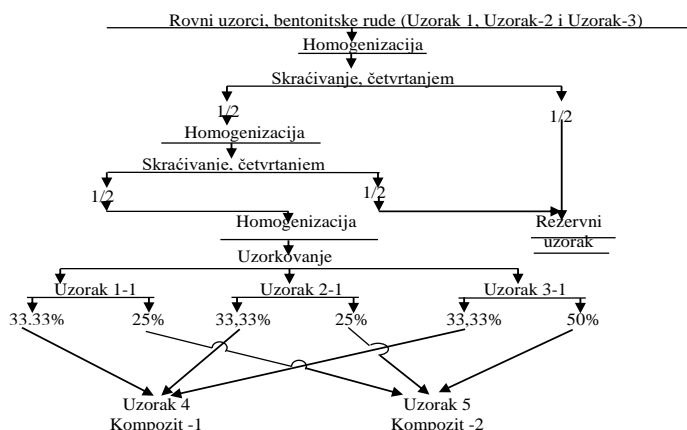 Rovni uzorci, bentonitske rude (Uzorak 1, Uzorak-2 i Uzorak-3)
Homogenizacija
Skraćivanje, četvrtanjem
1/2
1/2
Homogenizacija
Skraćivanje, četvrtanjem
1/2
1/2
Homogenizacija
Rezervni
uzorak
Uzorkovanje
Uzorak 1-1
Uzorak 2-1
Uzorak 3-1
33.33%
25%
33,33%
25%
33,33%
50%
Uzorak 4
Kompozit -1
Uzorak 5
Kompozit -2